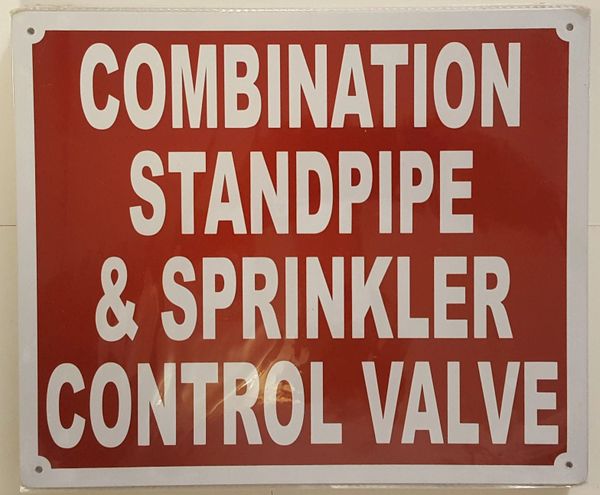 COMBINATION
STANDPIPE
& SPRINKLER
CONTROL VALVE